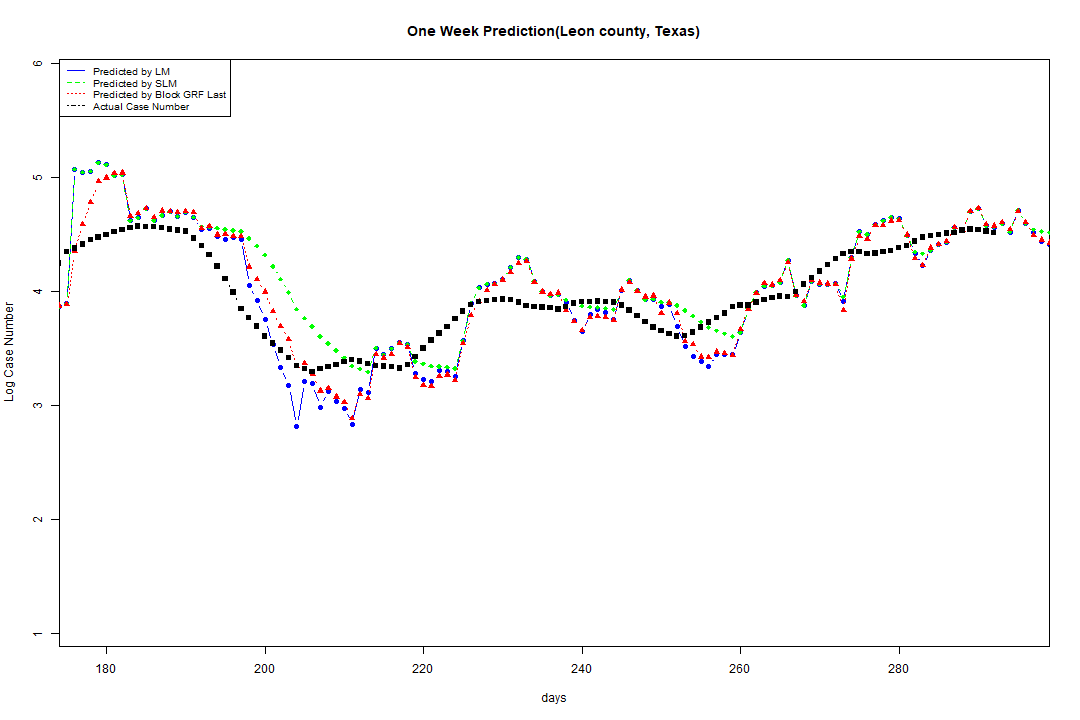 One Week Prediction(Leon county, Texas)
Predicted by LM
Predicted by SLM
Predicted by Block GRF Last
Actual Case Number
6
5
4
3
2
1
Log Case Number
180 200 220 240 260 280
days